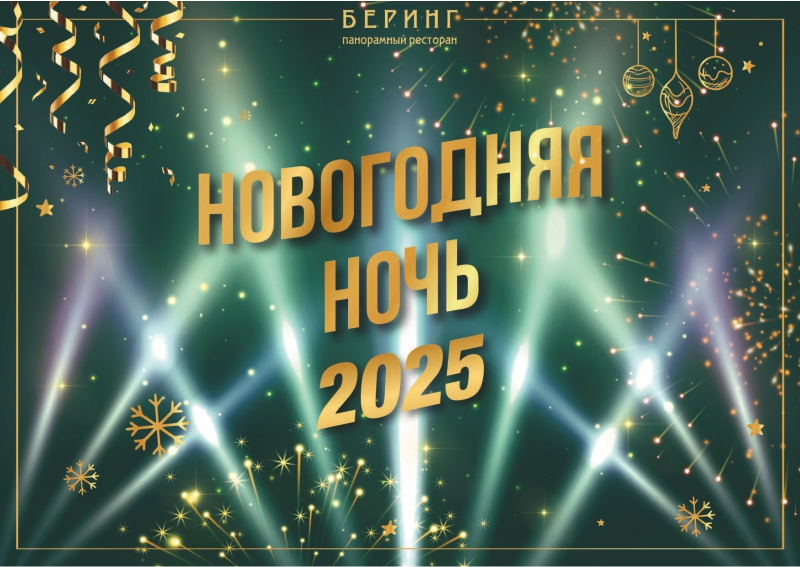 БЕРИНГ
панорамный ресторан
НОВОГОДНЯЯ
НОЧЬ
2025